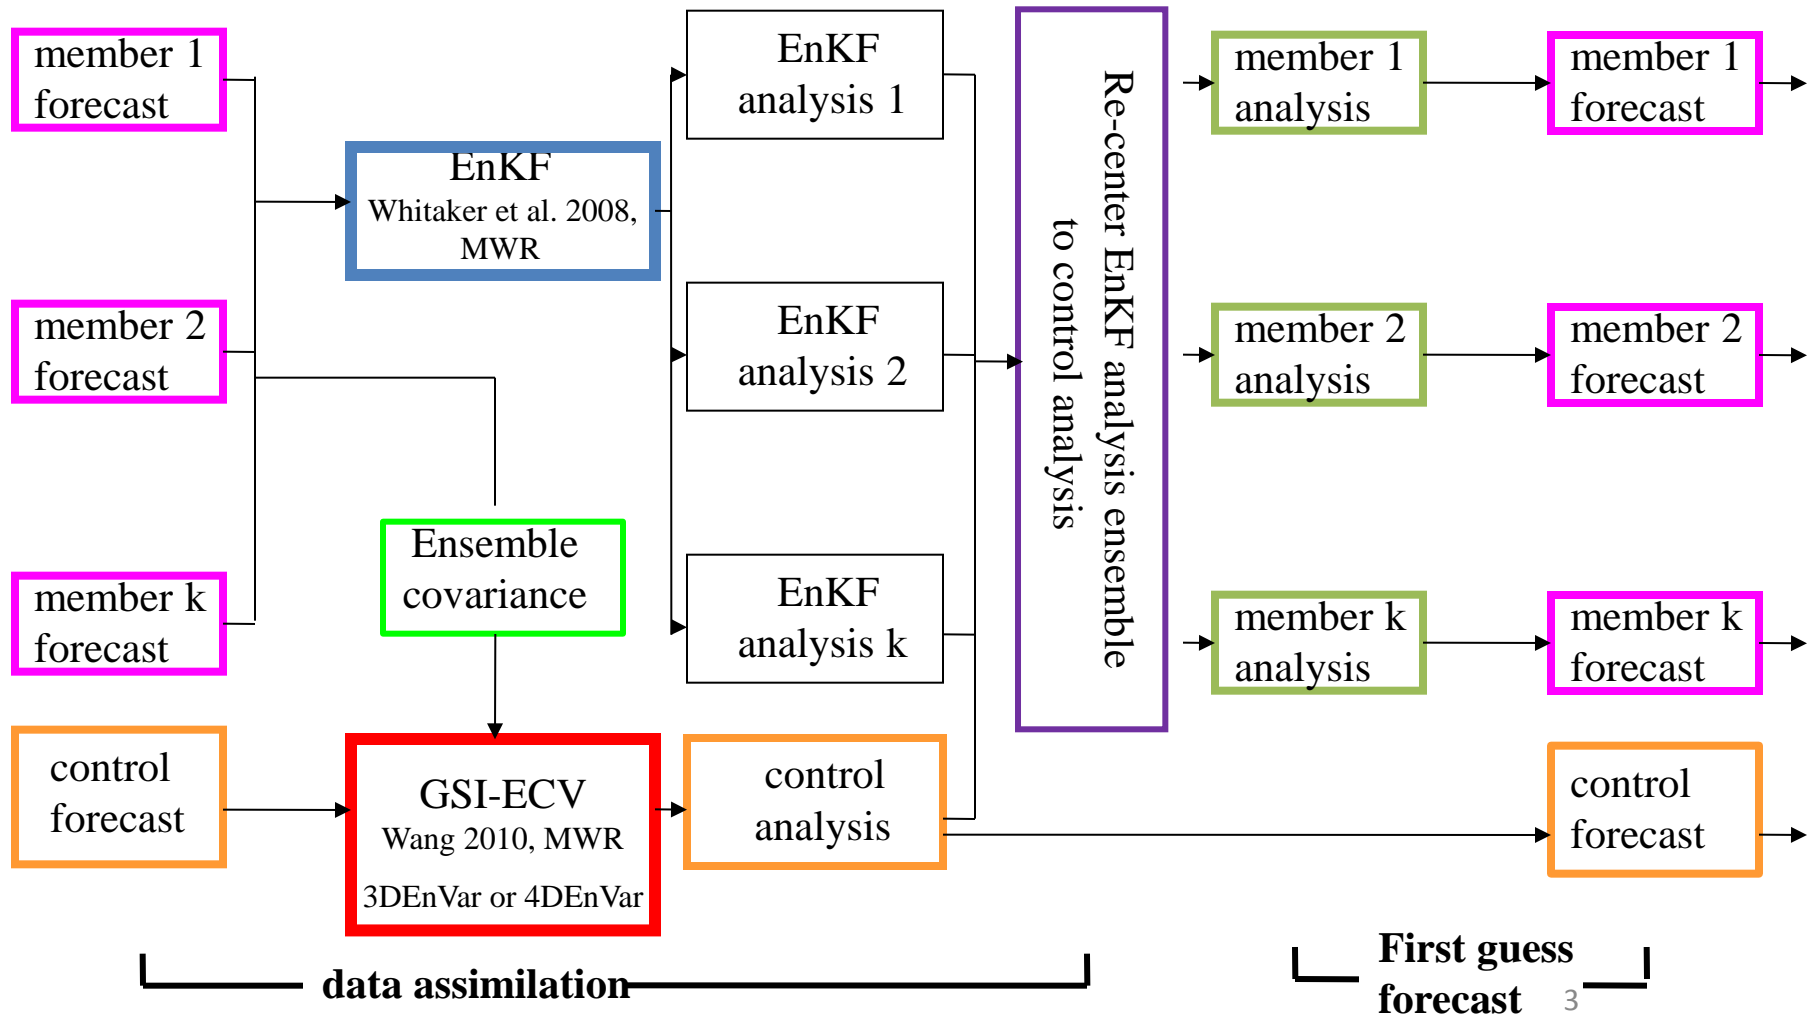 member 1
forecast
member 2
forecast
member k
forecast
control
forecast
EnKF
Whitaker et al. 2008,
MWR
Ensemble
covariance
GSI-ECV
Wang 2010, MWR
3DEnVar or 4DEnVar
EnKF
analysis 1
EnKF
analysis 2
EnKF
analysis k
control
analysis
Re-center EnKF analysis ensemble
to control analysis
member 1
analysis
member 2
analysis
member k
analysis
member 1
forecast
member 2
forecast
member k
forecast
control
forecast
data assimilation
First guess
forecast
3